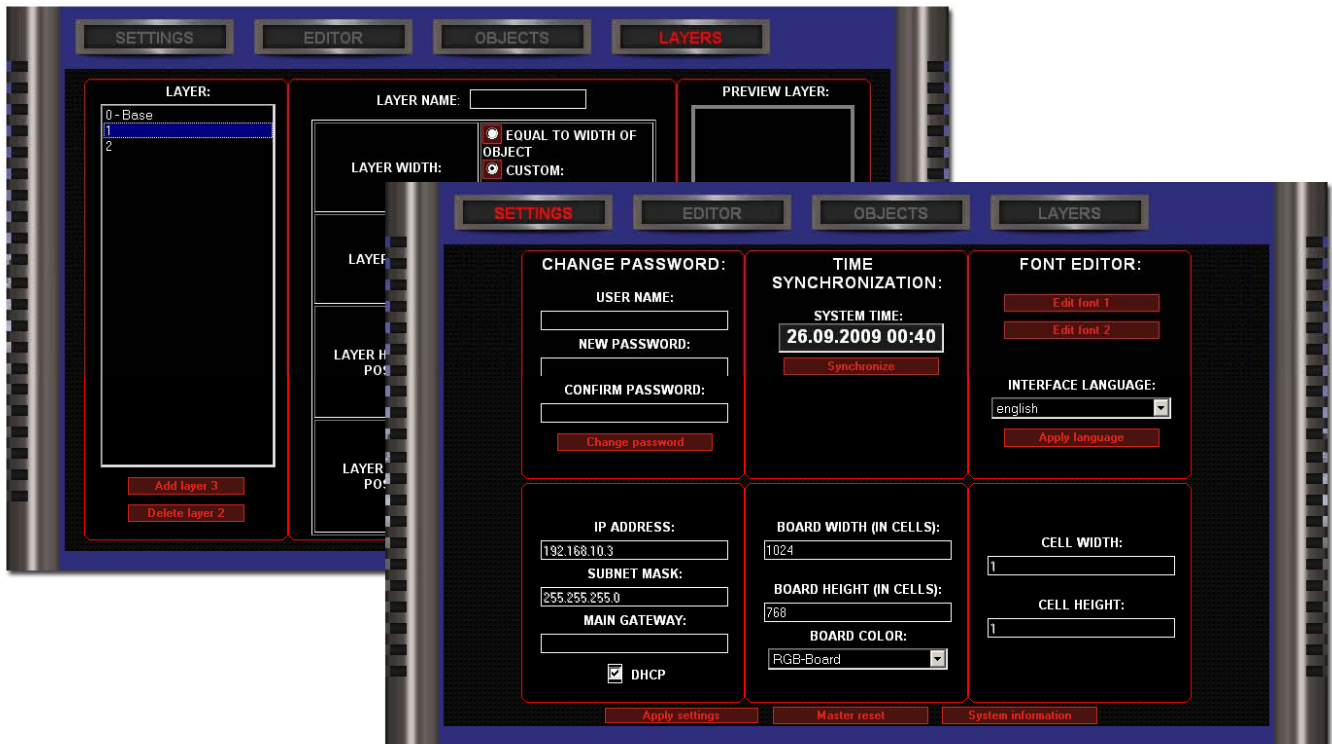 SETTINGS
EDITOR
OBJECTS
LAYERS
LAYER:
0 - Base
1
2
Add layer 3
Delete layer 2
LAYER NAME:
LAYER WIDTH:
EQUAL TO WIDTH OF
OBJECT
CUSTOM:
LAYER
LAYER H
POS
LAYER
POS
PREVIEW LAYER:
SETTINGS
EDITOR
OBJECTS
LAYERS
CHANGE PASSWORD:
USER NAME:
NEW PASSWORD:
CONFIRM PASSWORD:
Change password
TIME
SYNCHRONIZATION:
SYSTEM TIME:
26.09.2009 00:40
Synchronize
FONT EDITOR:
Edit font 1
Edit font 2
INTERFACE LANGUAGE:
english
Apply language
IP ADDRESS:
192.168.10.3
SUBNET MASK:
255.255.255.0
MAIN GATEWAY:
DHCP
BOARD WIDTH (IN CELLS):
1024
BOARD HEIGHT (IN CELLS):
768
BOARD COLOR:
RGB-Board
CELL WIDTH:
1
CELL HEIGHT:
1
Apply settings
Master reset
System information